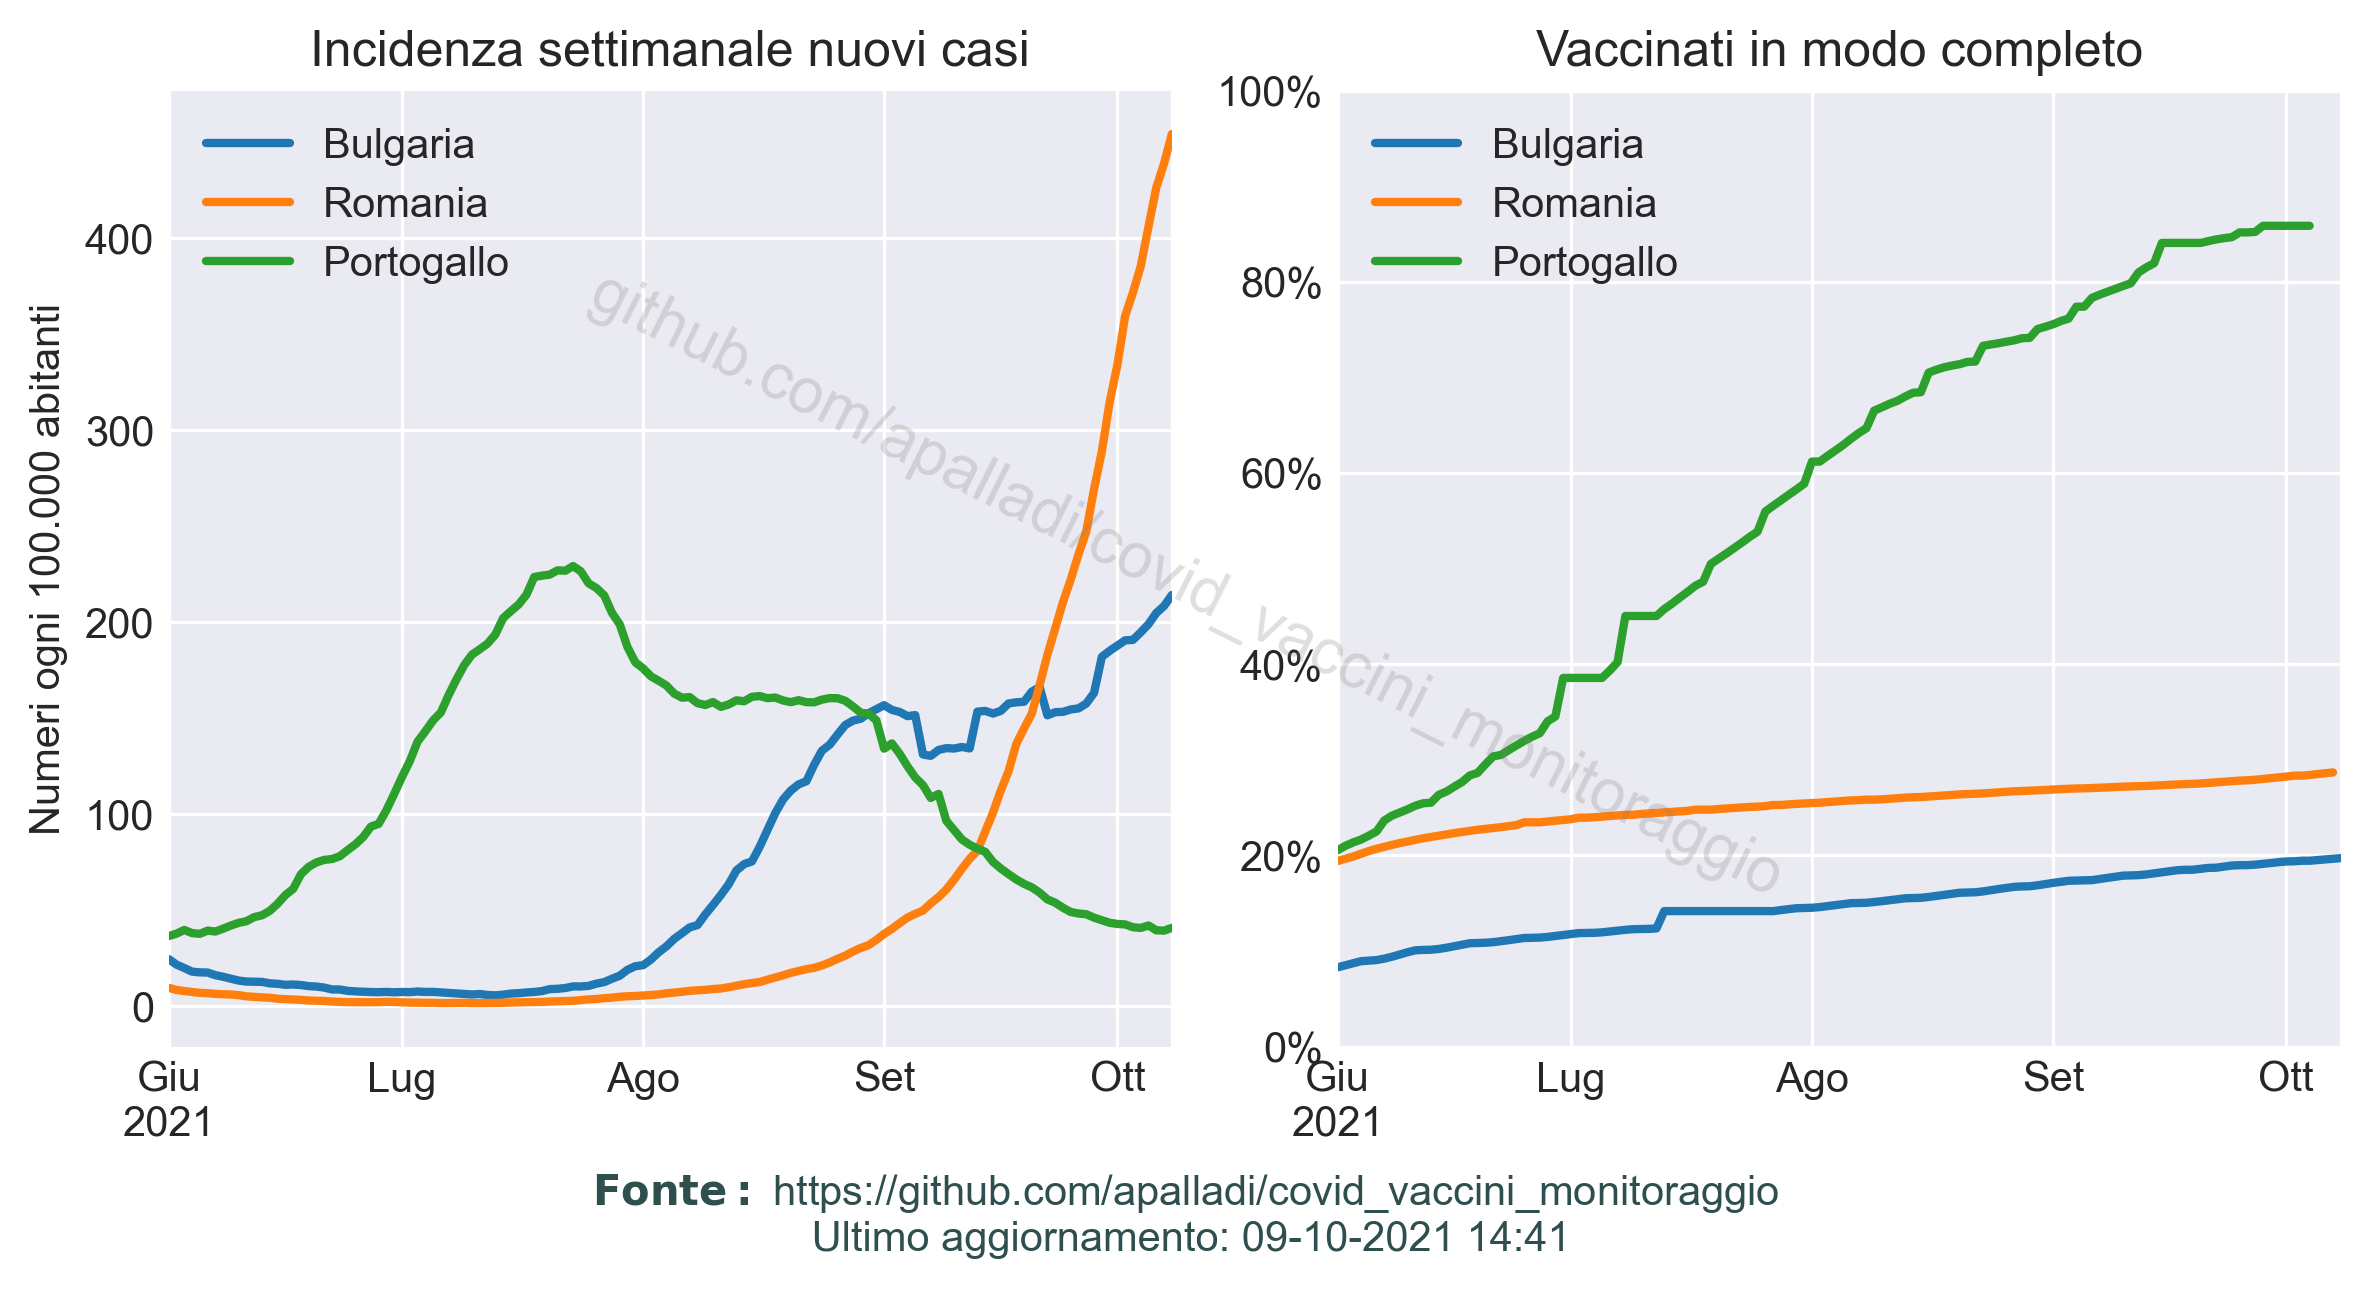 Incidenza settimanale nuovi casi
Numeri ogni 100.000 abitanti
400
300
200
100
0
Bulgaria
Romania
Portogallo
Giu
2021
Lug
Ago
Set
Ott
Vaccinati in modo completo
100%
80%
60%
40%
20%
0%
Bulgaria
Romania
Portogallo
Giu
2021
Lug
Ago
Set
Ott
github.com/apalladi/covid_vaccini_monitoraggio
Fonte: https://github.com/apalladi/covid_vaccini_monitoraggio
Ultimo aggiornamento: 09-10-2021 14:41